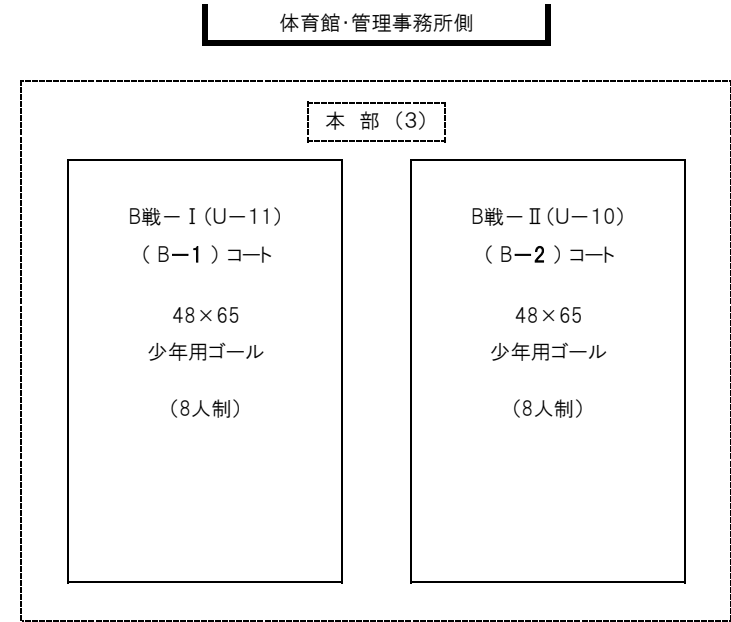 体育館・管理事務所側
本 部 （3）
B戦－Ⅰ（U－11）
（ B－1 ）コート
48×65
少年用ゴール
（8人制）
B戦－Ⅱ（U－10）
（ B－2 ）コート
48×65
少年用ゴール
（8人制）